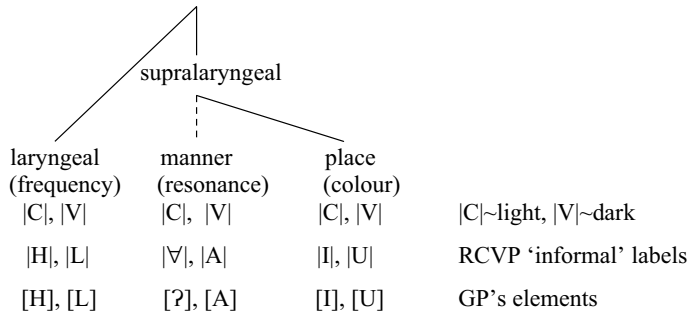 supralaryngeal
laryngeal manner place
(frequency) (resonance) (colour)
|C|, |V| |C|, |V| |C|, |V| |C|~light, |V|~dark
|H|, |L| |∀|, |A| |I|, |U| RCVP ‘informal’ labels
[H], [L] [ʔ], [A] [I], [U] GP’s elements